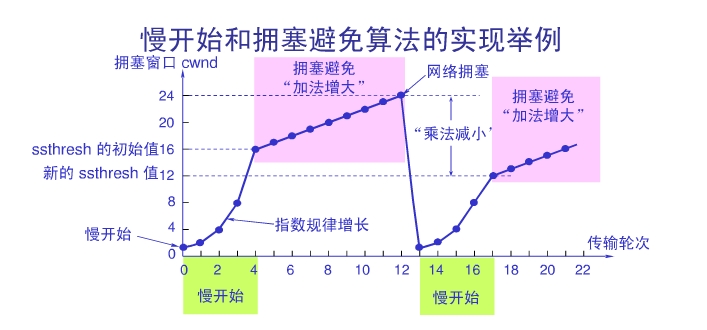 慢开始和拥塞避免算法的实现举例
拥塞窗口 cwnd
拥塞避免
“加法增大”
网络拥塞
拥塞避免
“加法增大”
24
20
“乘法减小’
ssthresh 的初始值16
新的 ssthresh 值12
8
4
0
指数规律增长
慢开始
传输轮次
0 2 4 6 8 10 12 14 16 18 20 22
慢开始
慢开始